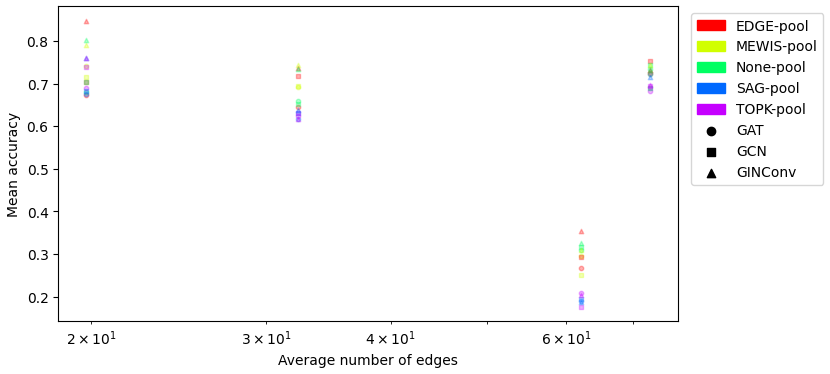 0.8
0.7
0.6
0.5
0.4
0.3
0.2
Mean accuracy
2 × 10¹
3 × 10¹
4 × 10¹
6 × 10¹
Average number of edges
EDGE-pool
MEWIS-pool
None-pool
SAG-pool
TOPK-pool
GAT
GCN
GINConv